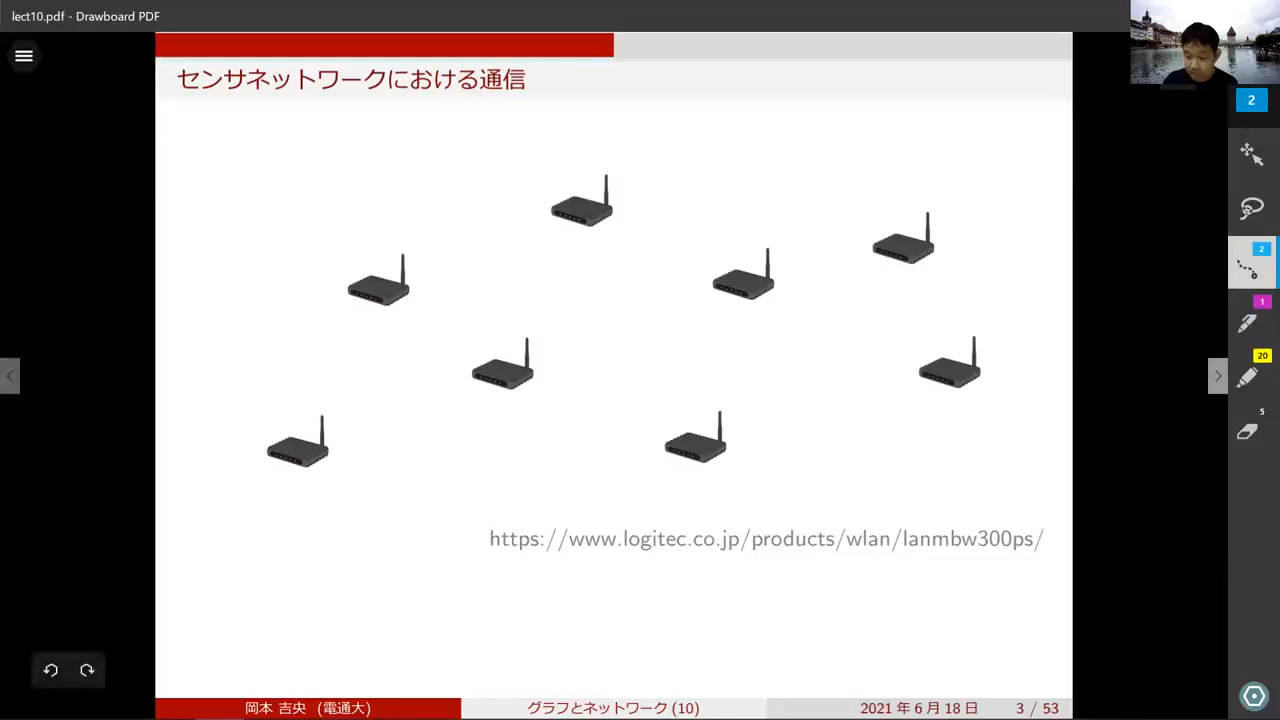 lect10.pdf - Drawboard PDF
センサネットワークにおける通信
2
2
1
20
5
https://www.logitec.co.jp/products/wlan/lanmbw300ps/
岡本 吉央 (電通大)
グラフとネットワーク (10)
2021 年 6 月 18 日
3 / 53